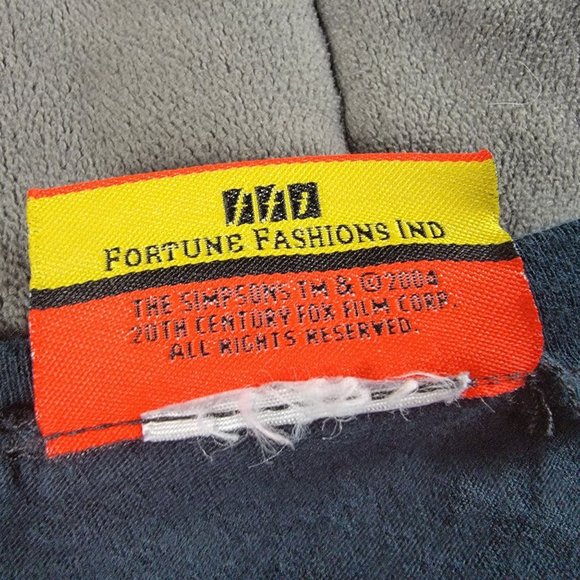 FORTUNE FASHIONS IND
THE SIMPSONS TM & © 2004
20TH CENTURY FOX FILM CORP.
ALL RIGHTS RESERVED.